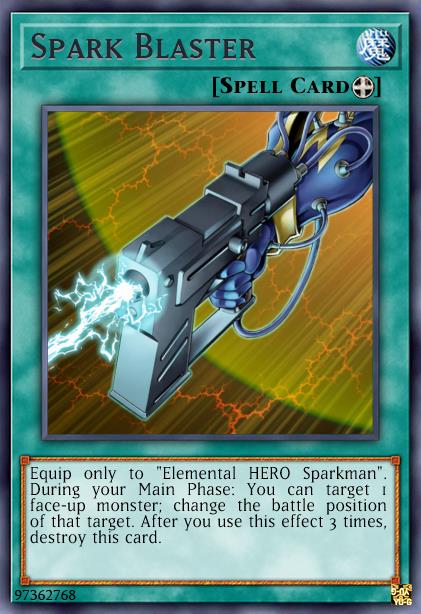 Spark Blaster
魔
[Spell Card]
Equip only to "Elemental HERO Sparkman".
During your Main Phase: You can target 1
face-up monster; change the battle position
of that target. After you use this effect 3 times,
destroy this card.
97362768